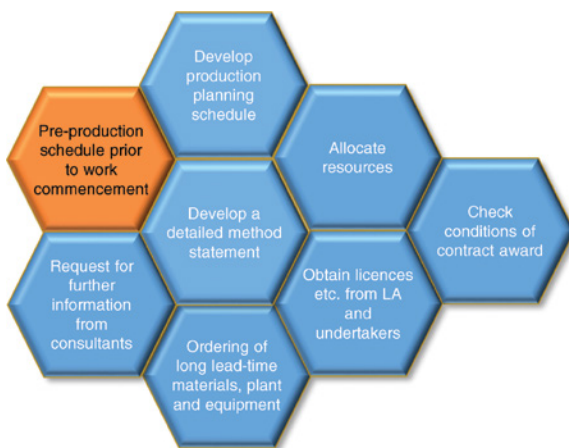 Develop
production
planning
schedule
Pre-production
schedule prior
to work
commencement
Allocate
resources
Develop a
detailed method
statement
Check
conditions of
contract award
Request for
further
information
from
consultants
Obtain licences
etc. from LA
and
undertakers
Ordering of
long lead-time
materials, plant
and equipment